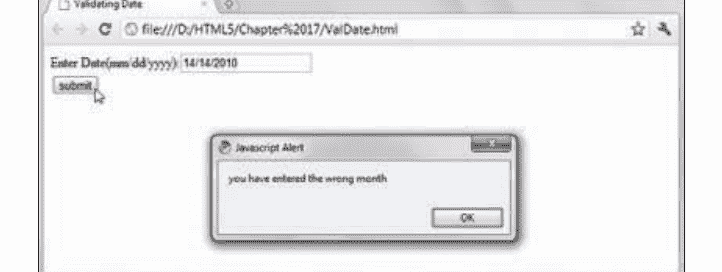 Validating Date
file:///D:/HTML5/Chapter%2017/ValDate.html
Enter Date(mm/dd/yyyy): 14/14/2010
submit
Javascript Alert
you have entered the wrong month
OK